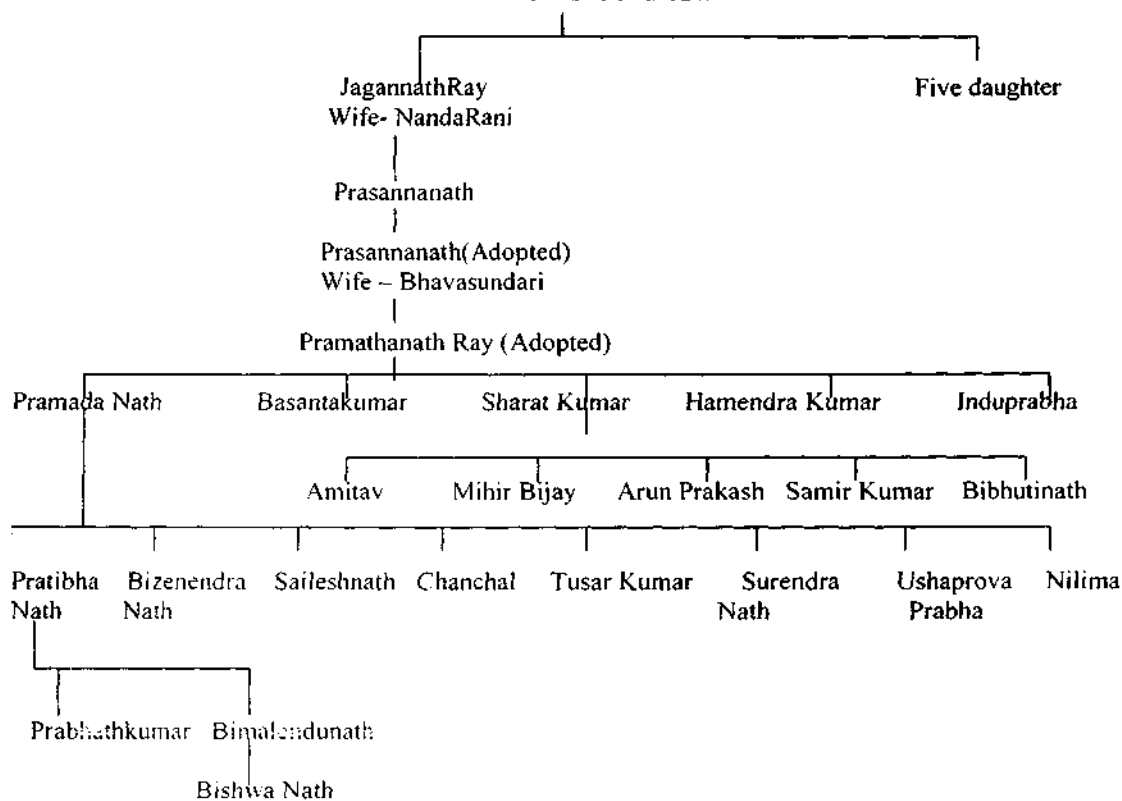 JagannathRay Five daughter
Wife- NandaRani
Prasannanath
Prasannanath(Adopted)
Wife – Bhavasundari
Pramathanath Ray (Adopted)
Pramada Nath Basantakumar Sharat Kumar Hamendra Kumar Induprabha
Amitav Mihir Bijay Arun Prakash Samir Kumar Bibhutinath
Pratibha Bizenendra Saileshnath Chanchal Tusar Kumar Surendra Ushaprova Nilima
Nath Nath Nath Prabha
Prabhathkumar Bimalendunath
Bishwa Nath